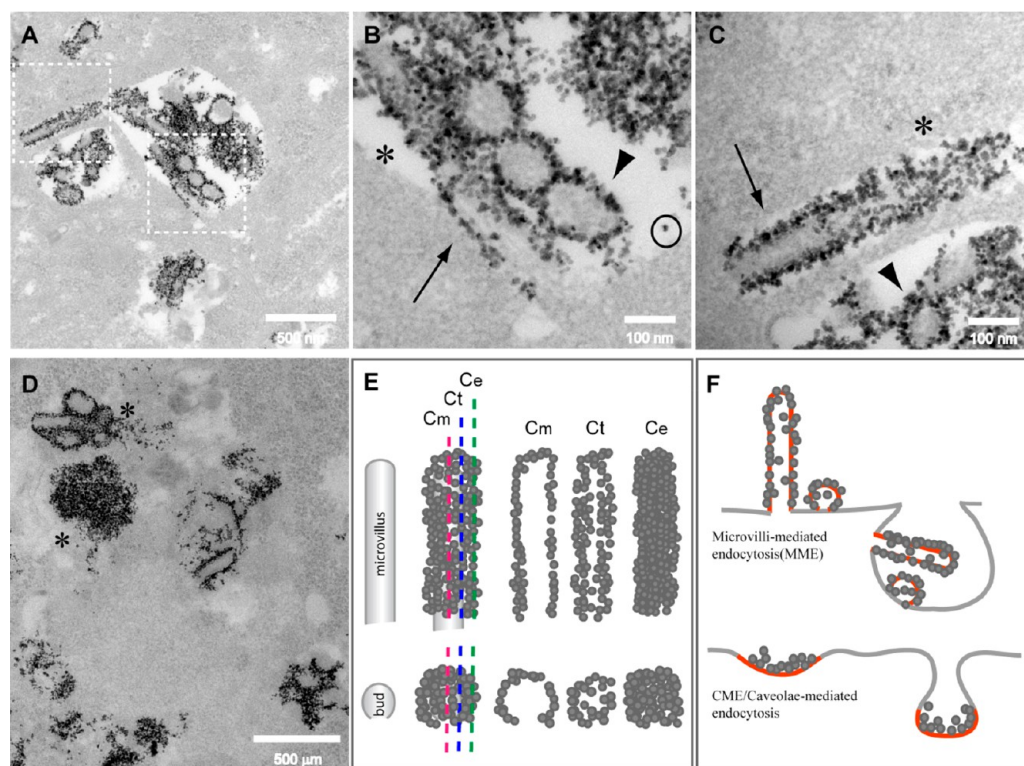 A
*
500 nm
B
*
100 nm
C
*
100 nm
D
*
*
500 µm
E
Ce
Ct
Cm
Cm
Ct
Ce
microvillus
bud
F
Microvilli-mediated
endocytosis(MME)
CME/Caveolae-mediated
endocytosis